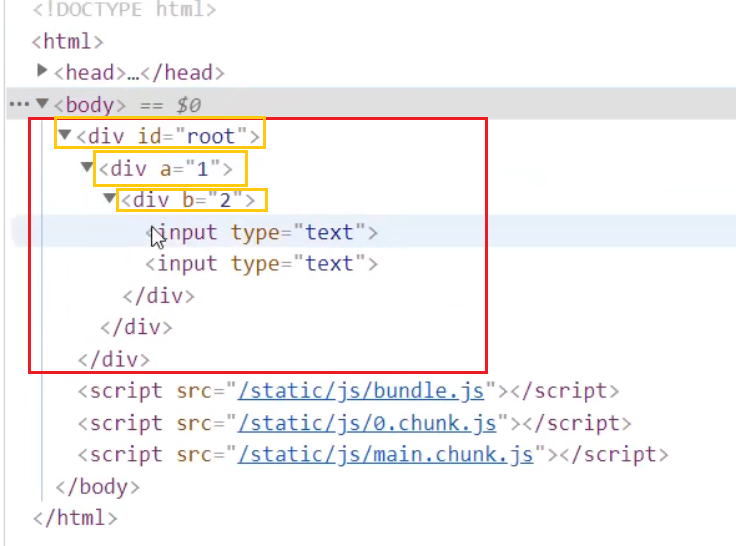 <!DOCTYPE html>
<html>
<head>…</head>
<body> == $0
<div id="root">
<div a="1">
<div b="2">
<input type="text">
<input type="text">
</div>
</div>
</div>
<script src="/static/js/bundle.js"></script>
<script src="/static/js/0.chunk.js"></script>
<script src="/static/js/main.chunk.js"></script>
</body>
</html>